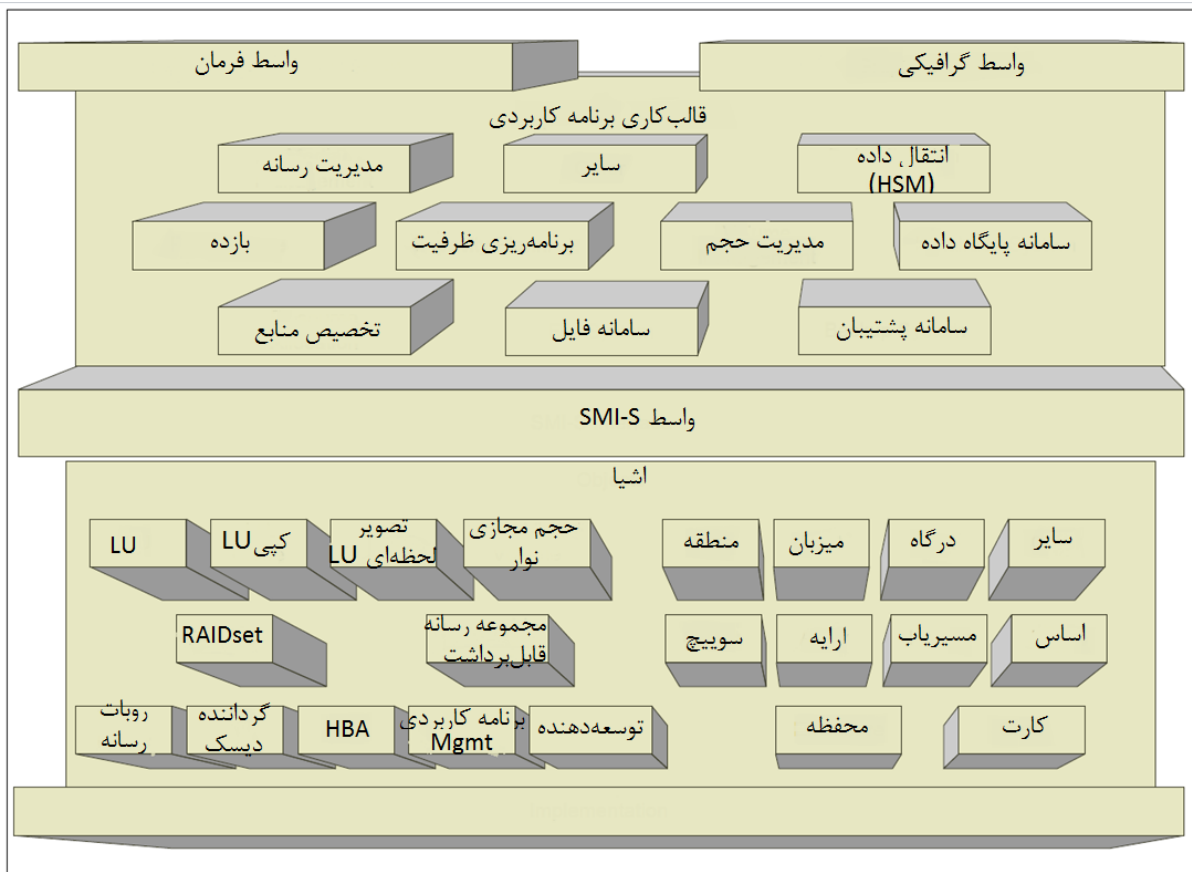 واسط گرافیکی
واسط فرمان
قالب‌کاری برنامه کاربردی
انتقال داده
(HSM)
سایر
مدیریت رسانه
سامانه پایگاه داده
مدیریت حجم
برنامه‌ریزی ظرفیت
بازده
سامانه پشتیبان
سامانه فایل
تخصیص منابع
واسط SMI-S
اشیا
سایر
درگاه
میزبان
منطقه
حجم مجازی
نوار
تصویر
لحظه‌ای LU
کپی LU
LU
اساس
مسیریاب
ارایه
سوییچ
مجموعه رسانه
قابل‌برداشت
RAIDset
کارت
محفظه
توسعه‌دهنده
برنامه کاربردی
Mgmt
HBA
گرداننده
دیسک
روبات
رسانه